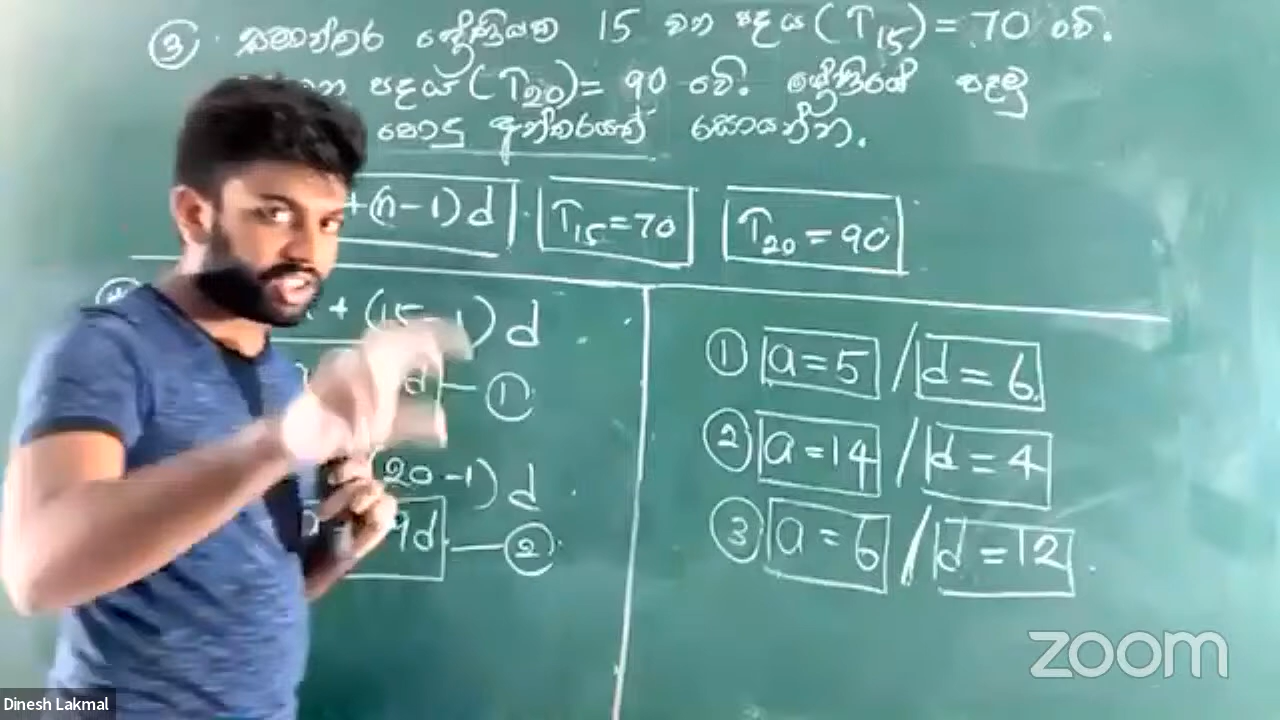 ③ සමාන්තර ශ්‍රේණියක 15 වන පදය (T15) = 70 වේ.
පදය (T20) = 90 වේ. ශ්‍රේණියේ පළමු
පොදු අන්තරයත් සොයන්න.
+(n-1)d T15=70 T20=90
+ (15-1)d
d — ①
(20-1)d
9d — ②
① a=5 / d=6
② a=14 / d=4
③ a=6 / d=12
zoom
Dinesh Lakmal